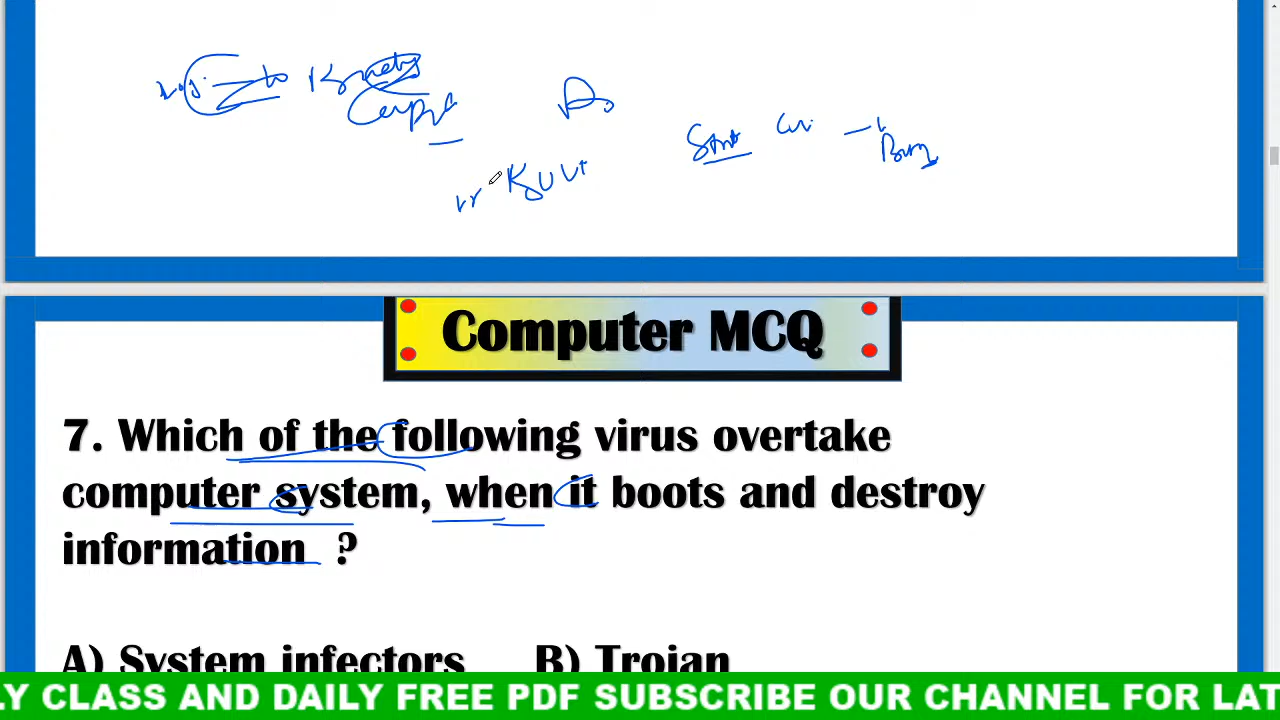 Computer MCQ
7. Which of the following virus overtake
computer system, when it boots and destroy
information ?
A) System infectors B) Trojan
LY CLASS AND DAILY FREE PDF SUBSCRIBE OUR CHANNEL FOR LAT